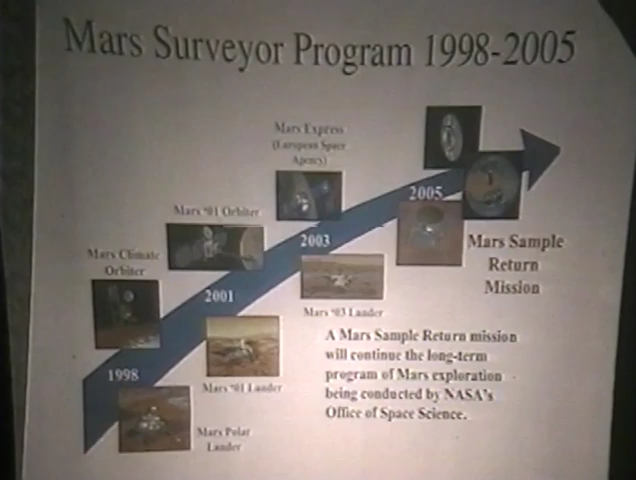 Mars Surveyor Program 1998-2005
Mars Express
(European Space
Agency)
2005
Mars '01 Orbiter
2003
Mars Sample
Return
Mission
Mars Climate
Orbiter
2001
Mars '03 Lander
A Mars Sample Return mission
will continue the long-term
program of Mars exploration
being conducted by NASA's
Office of Space Science.
1998
Mars '01 Lander
Mars Polar
Lander